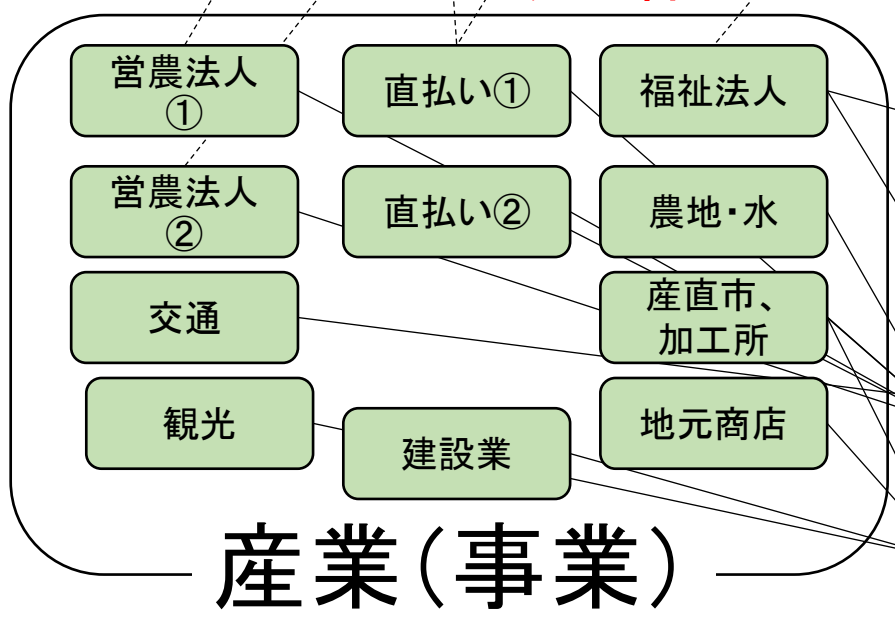 営農法人
①
直払い①
福祉法人
営農法人
②
直払い②
農地・水
交通
産直市、
加工所
観光
建設業
地元商店
産業(事業)